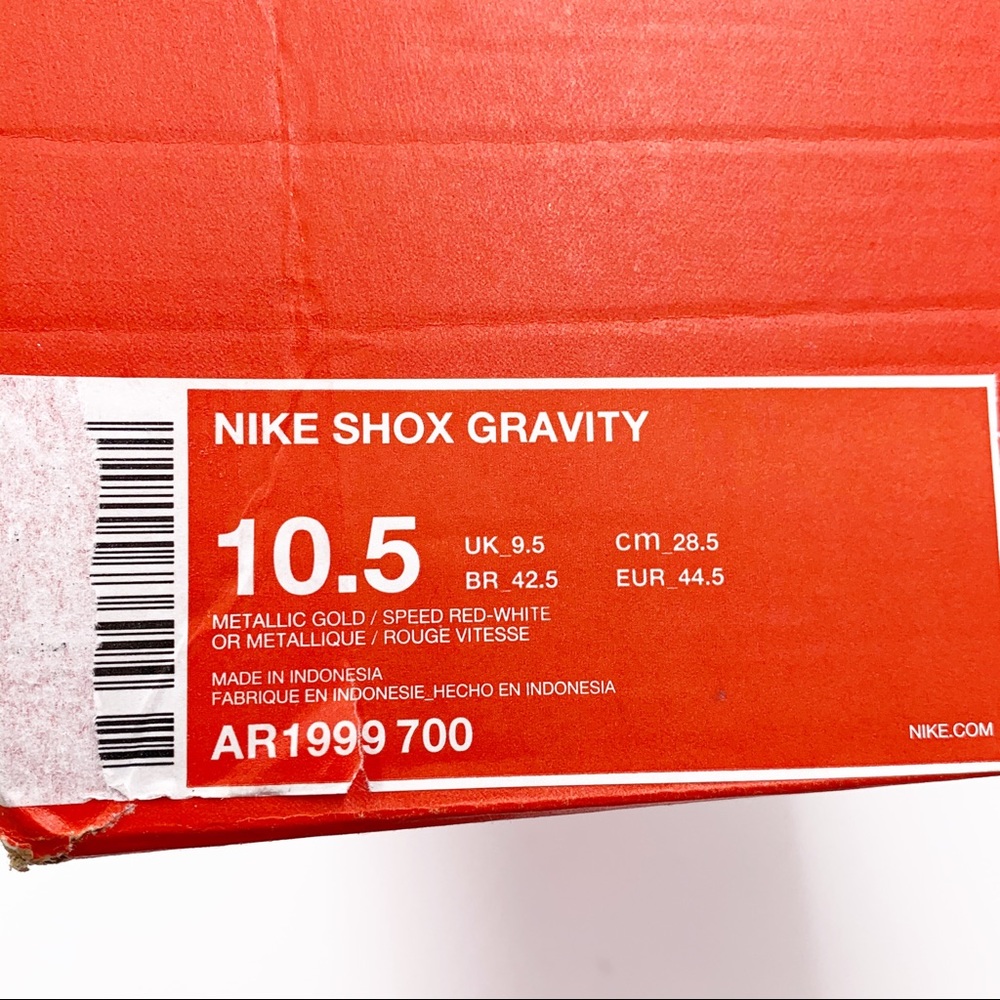 NIKE SHOX GRAVITY
10.5
UK_9.5 cm_28.5
BR_42.5 EUR_44.5
METALLIC GOLD / SPEED RED-WHITE
OR METALLIQUE / ROUGE VITESSE
MADE IN INDONESIA
FABRIQUE EN INDONESIE_HECHO EN INDONESIA
AR1999 700
NIKE.COM